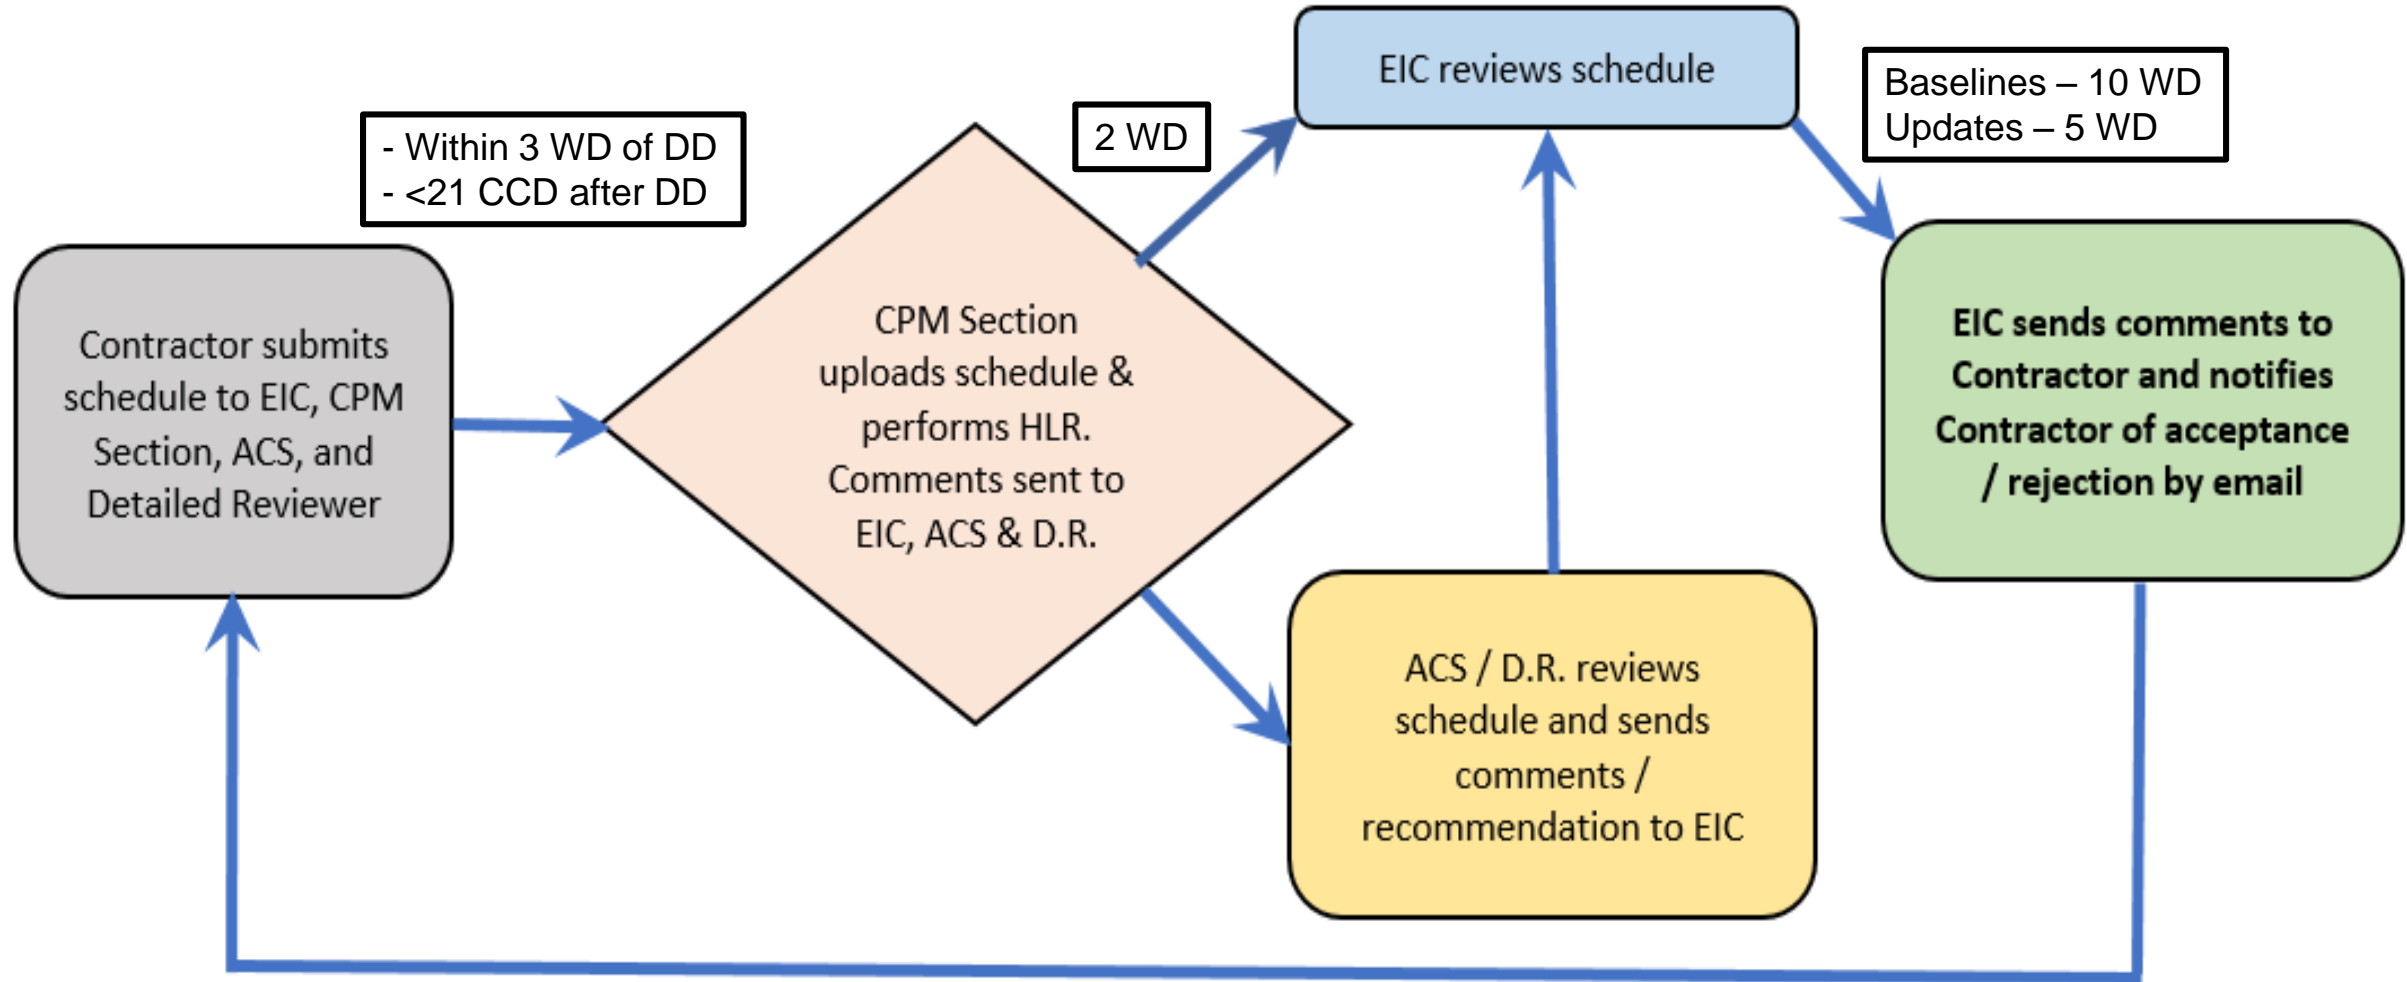 - Within 3 WD of DD
- <21 CCD after DD
Contractor submits
schedule to EIC, CPM
Section, ACS, and
Detailed Reviewer
CPM Section
uploads schedule &
performs HLR.
Comments sent to
EIC, ACS & D.R.
2 WD
EIC reviews schedule
ACS / D.R. reviews
schedule and sends
comments /
recommendation to EIC
Baselines – 10 WD
Updates – 5 WD
EIC sends comments to
Contractor and notifies
Contractor of acceptance
/ rejection by email